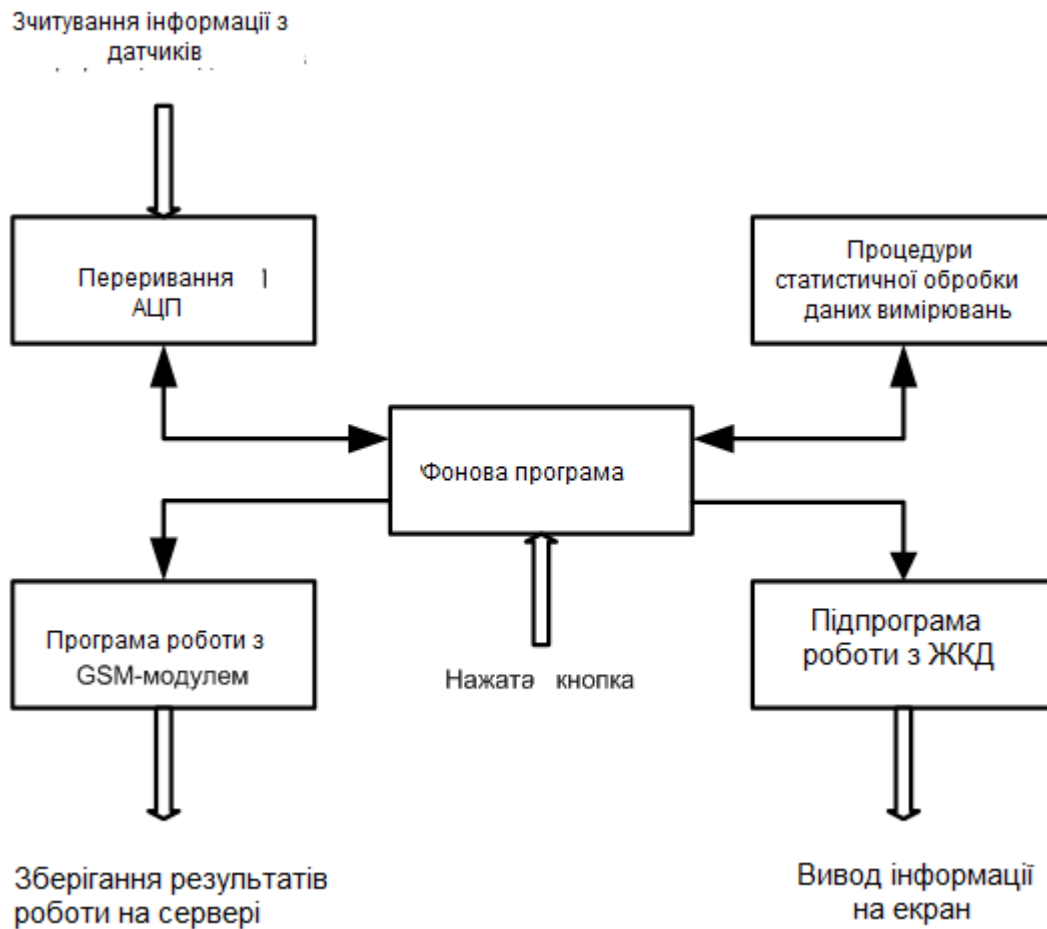 Зчитування інформації з
датчиків
Переривання
АЦП
Процедури
статистичної обробки
даних вимірювань
Фонова програма
Програма роботи з
GSM-модулем
Нажата кнопка
Підпрограма
роботи з ЖКД
Зберігання результатів
роботи на сервері
Вивод інформації
на екран